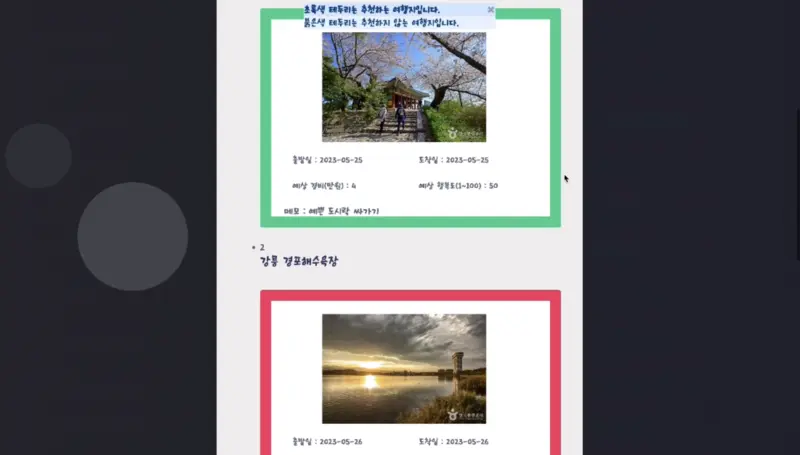 초록색 테두리는 추천하는 여행지입니다.
붉은색 테두리는 추천하지 않는 여행지입니다.
출발일 : 2023-05-25
도착일 : 2023-05-25
예상 경비(만원) : 4
예상 행복도(1~100) : 50
메모 : 예쁜 도시락 싸가기
2
강릉 경포해수욕장
출발일 : 2023-05-26
도착일 : 2023-05-26